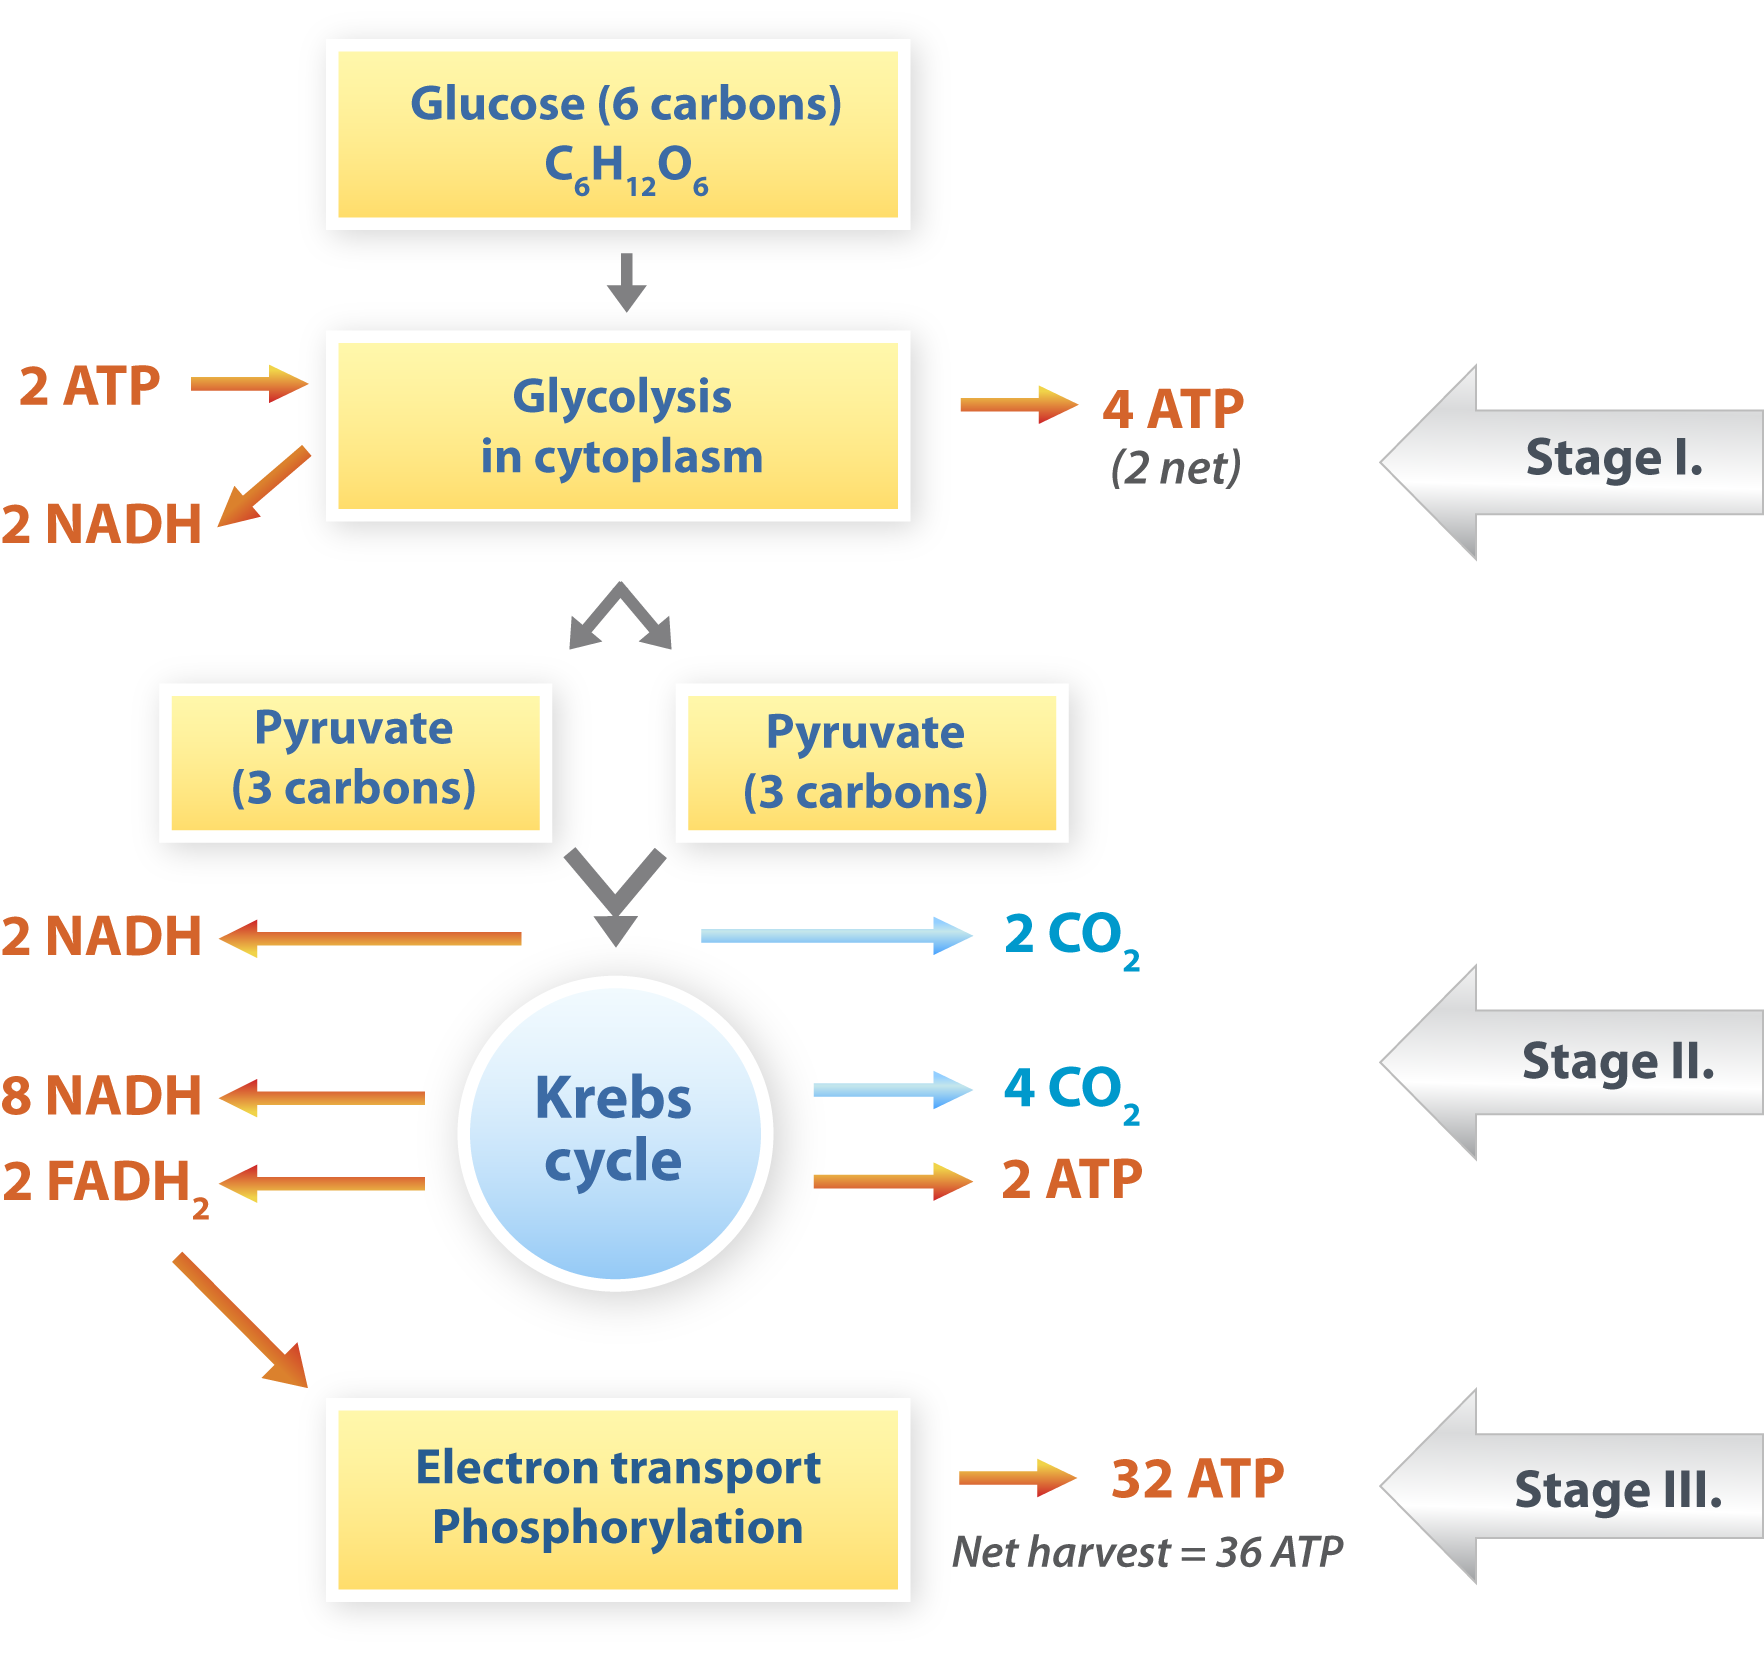 Glucose (6 carbons)
C₆H₁₂O₆
2 ATP
Glycolysis
in cytoplasm
4 ATP
(2 net)
Stage I.
2 NADH
Pyruvate
(3 carbons)
Pyruvate
(3 carbons)
2 NADH
2 CO₂
Krebs
cycle
8 NADH
4 CO₂
Stage II.
2 FADH₂
2 ATP
Electron transport
Phosphorylation
32 ATP
Net harvest = 36 ATP
Stage III.